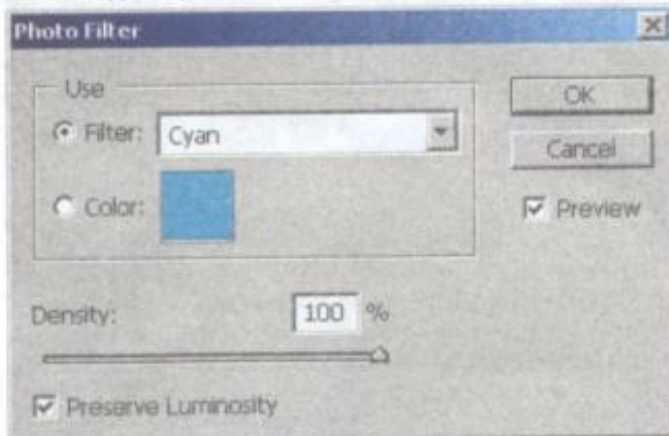 Photo Filter
Use
Filter: Cyan
Color:
OK
Cancel
Preview
Density: 100 %
Preserve Luminosity